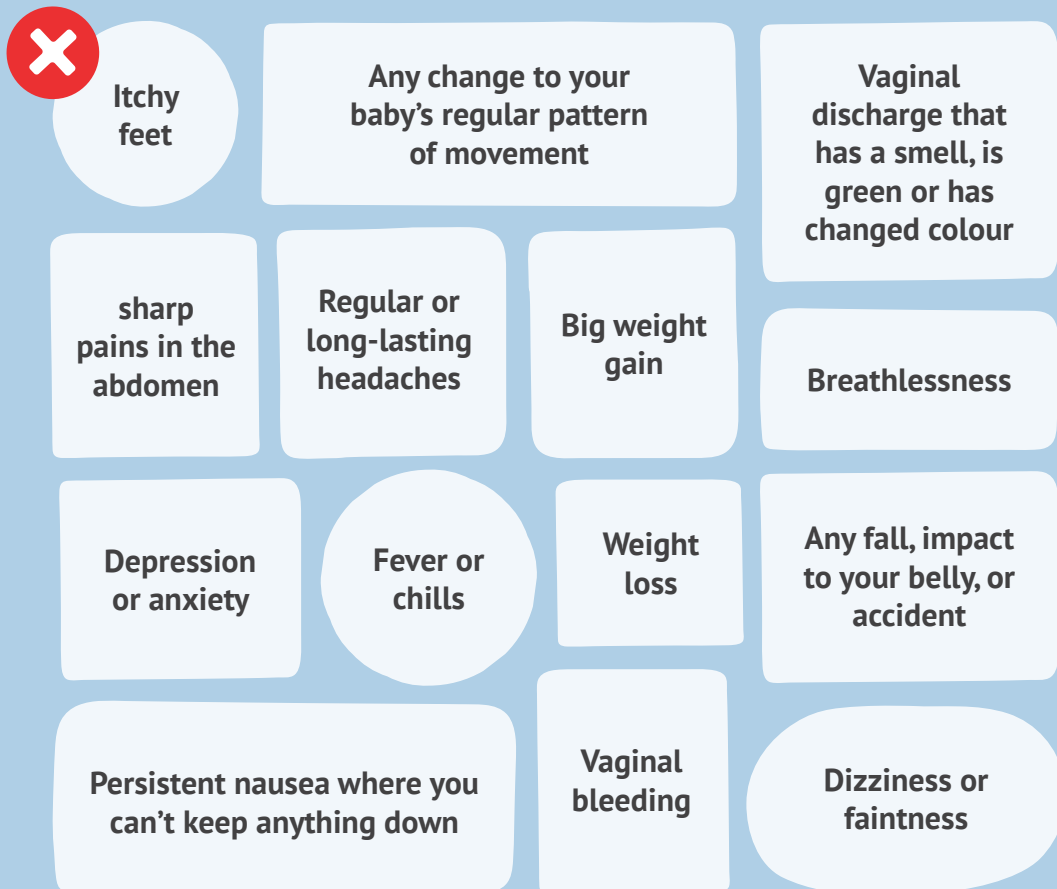 Itchy
feet
Any change to your
baby’s regular pattern
of movement
Vaginal
discharge that
has a smell, is
green or has
changed colour
sharp
pains in the
abdomen
Regular or
long-lasting
headaches
Big weight
gain
Breathlessness
Depression
or anxiety
Fever or
chills
Weight
loss
Any fall, impact
to your belly, or
accident
Persistent nausea where you
can’t keep anything down
Vaginal
bleeding
Dizziness or
faintness